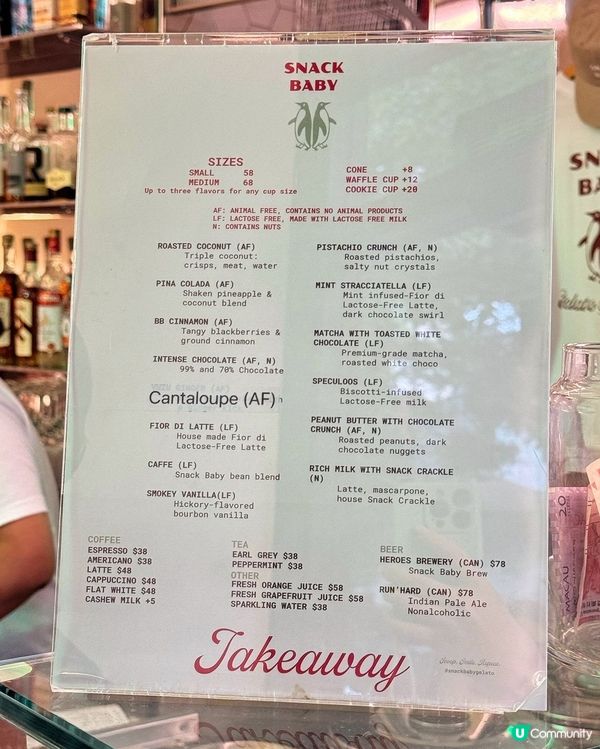 SNACK
BABY
SIZES
SMALL 58
MEDIUM 68
Up to three flavors for any cup size
CONE +8
WAFFLE CUP +12
COOKIE CUP +20
AF: ANIMAL FREE, CONTAINS NO ANIMAL PRODUCTS
LF: LACTOSE FREE, MADE WITH LACTOSE FREE MILK
N: CONTAINS NUTS
ROASTED COCONUT (AF)
Triple coconut:
crisps, meat, water
PINA COLADA (AF)
Shaken pineapple &
coconut blend
BB CINNAMON (AF)
Tangy blackberries &
ground cinnamon
INTENSE CHOCOLATE (AF, N)
99% and 70% Chocolate
Cantaloupe (AF)
FIOR DI LATTE (LF)
House made Fior di
Lactose-Free Latte
CAFFE (LF)
Snack Baby bean blend
SMOKEY VANILLA(LF)
Hickory-flavored
bourbon vanilla
PISTACHIO CRUNCH (AF, N)
Roasted pistachios,
salty nut crystals
MINT STRACCIATELLA (LF)
Mint infused-Fior di
Lactose-Free Latte,
dark chocolate swirl
MATCHA WITH TOASTED WHITE
CHOCOLATE (LF)
Premium-grade matcha,
roasted white choco
SPECULOOS (LF)
Biscotti-infused
Lactose-Free milk
PEANUT BUTTER WITH CHOCOLATE
CRUNCH (AF, N)
Roasted peanuts, dark
chocolate nuggets
RICH MILK WITH SNACK CRACKLE
(N)
Latte, mascarpone,
house Snack Crackle
COFFEE
ESPRESSO $38
AMERICANO $38
LATTE $48
CAPPUCCINO $48
FLAT WHITE $48
CASHEW MILK +5
TEA
EARL GREY $38
PEPPERMINT $38
OTHER
FRESH ORANGE JUICE $58
FRESH GRAPEFRUIT JUICE $58
SPARKLING WATER $38
BEER
HEROES BREWERY (CAN) $78
Snack Baby Brew
RUN'HARD (CAN) $78
Indian Pale Ale
Nonalcoholic
Takeaway
Scoop, Smile, Repeat.
@snackbabygelato
SN
BA
MACAU
2.0
U Community